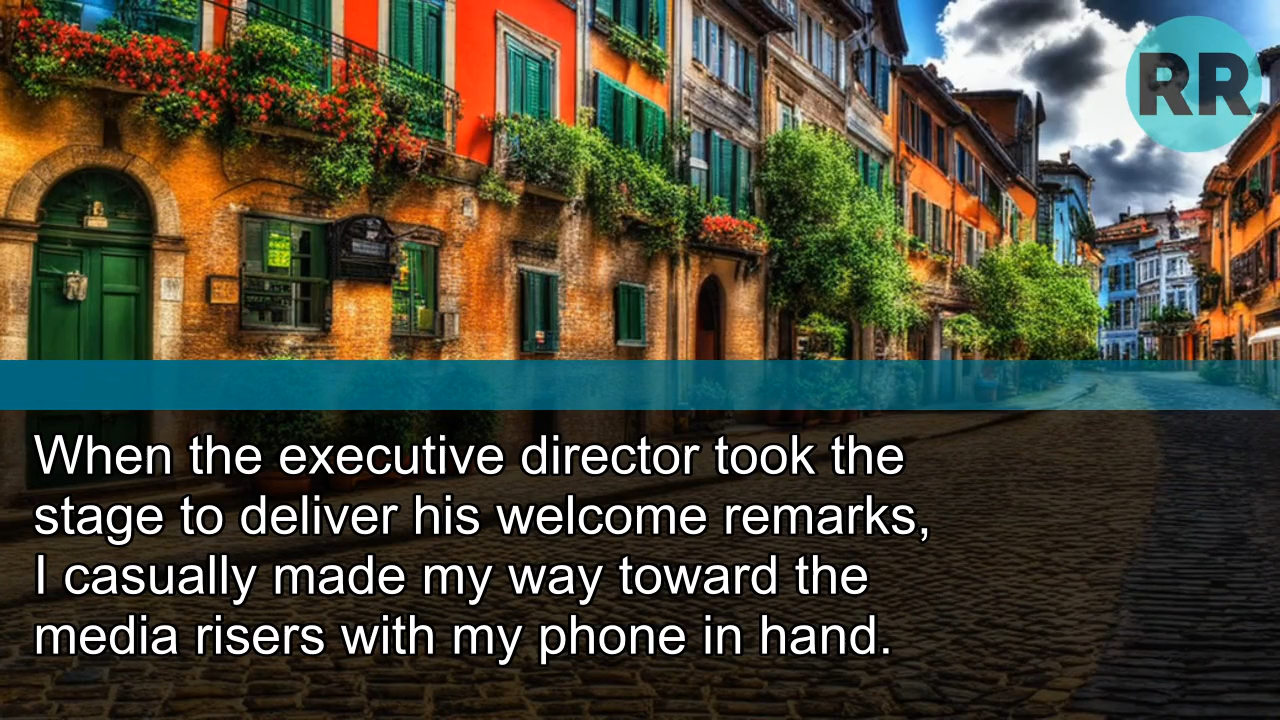 RR
When the executive director took the
stage to deliver his welcome remarks,
I casually made my way toward the
media risers with my phone in hand.